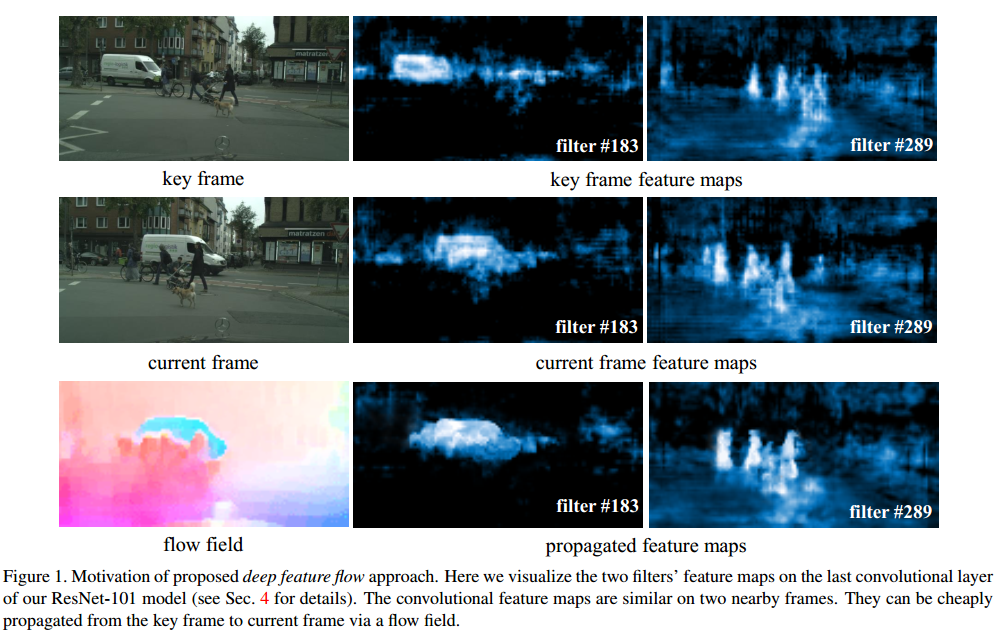 matratzen
filter #183
filter #289
key frame
key frame feature maps
matratzen
filter #183
filter #289
current frame
current frame feature maps
filter #183
filter #289
flow field
propagated feature maps
Figure 1. Motivation of proposed deep feature flow approach. Here we visualize the two filters' feature maps on the last convolutional layer
of our ResNet-101 model (see Sec. 4 for details). The convolutional feature maps are similar on two nearby frames. They can be cheaply
propagated from the key frame to current frame via a flow field.